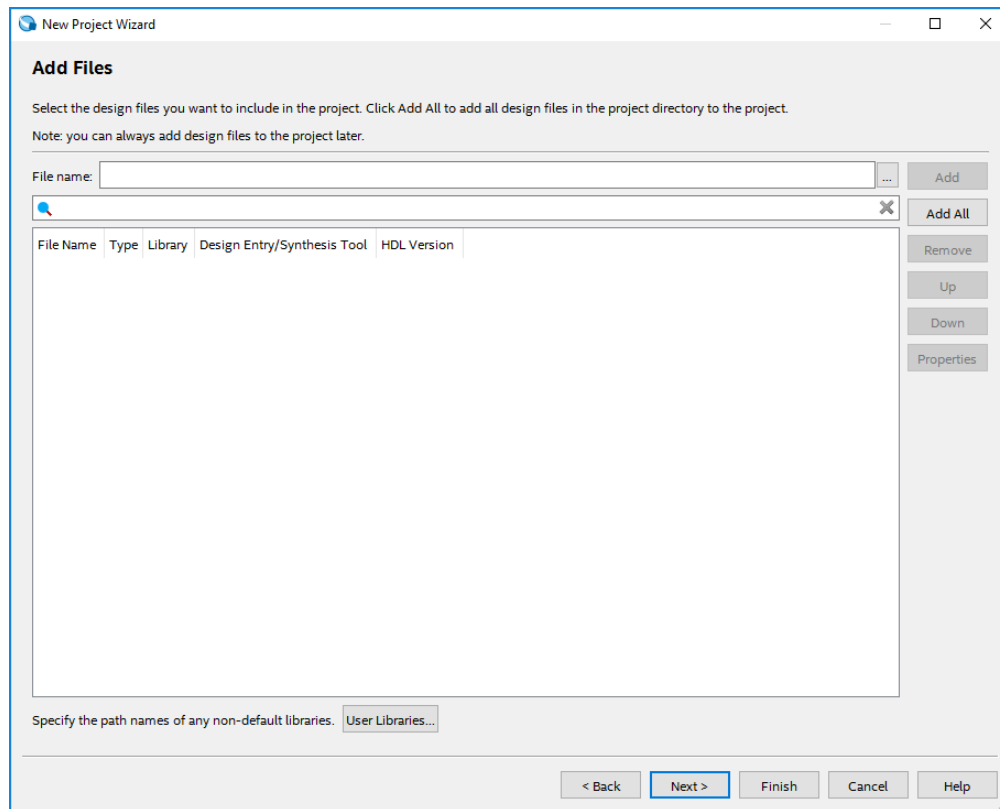 New Project Wizard
Add Files
Select the design files you want to include in the project. Click Add All to add all design files in the project directory to the project.
Note: you can always add design files to the project later.
File name: ... Add
Add All
File Name Type Library Design Entry/Synthesis Tool HDL Version
Remove
Up
Down
Properties
Specify the path names of any non-default libraries. User Libraries...
< Back Next > Finish Cancel Help